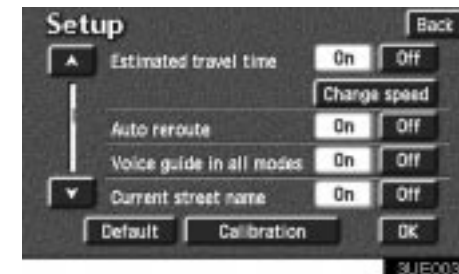 Setup Back
Estimated travel time On Off
Change speed
Auto reroute On Off
Voice guide in all modes On Off
Current street name On Off
Default Calibration OK